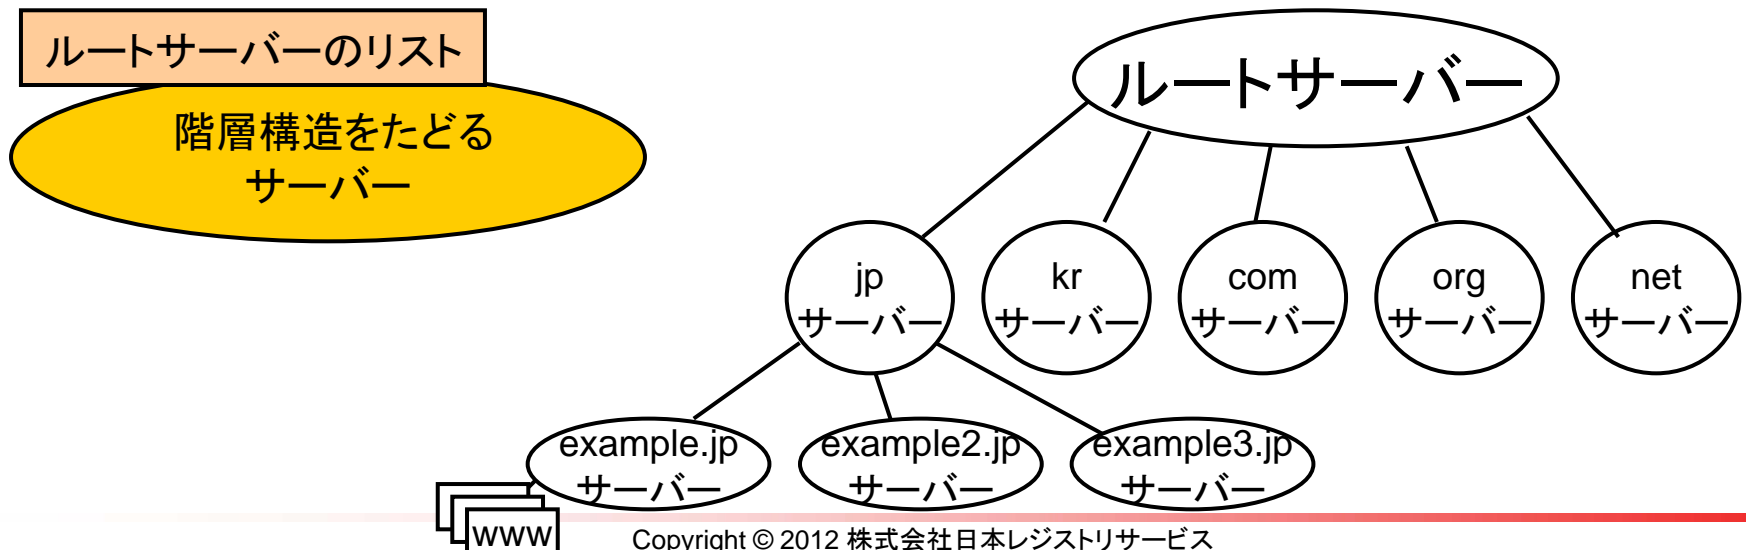 ルートサーバーのリスト
階層構造をたどる
サーバー
ルートサーバー
jp
サーバー
kr
サーバー
com
サーバー
org
サーバー
net
サーバー
example.jp
サーバー
example2.jp
サーバー
example3.jp
サーバー
www
Copyright © 2012 株式会社日本レジストリサービス